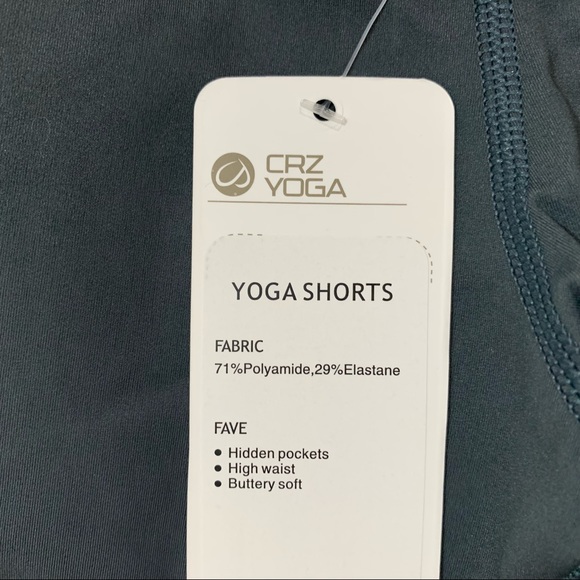 CRZ
YOGA
YOGA SHORTS
FABRIC
71%Polyamide,29%Elastane
FAVE
• Hidden pockets
• High waist
• Buttery soft